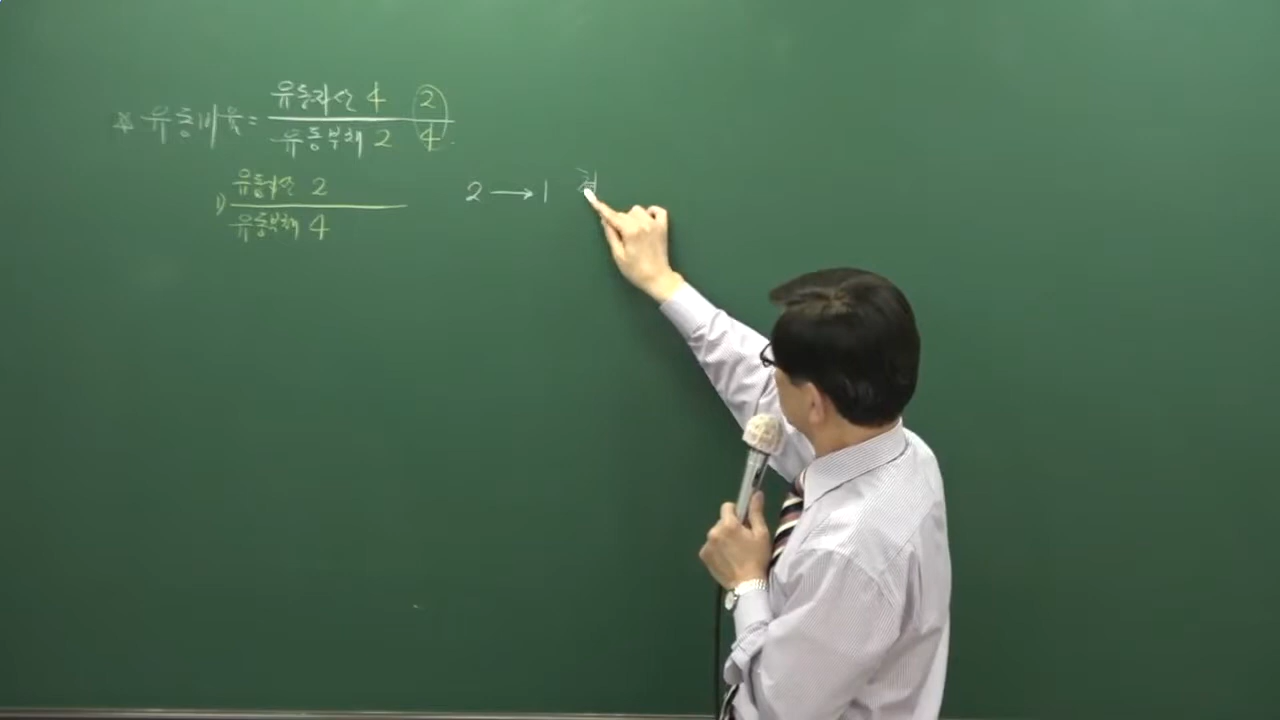 * 유동비율 = 유동자산 4 2
유동부채 2 4
1) 유동자산 2
유동부채 4
2 → 1